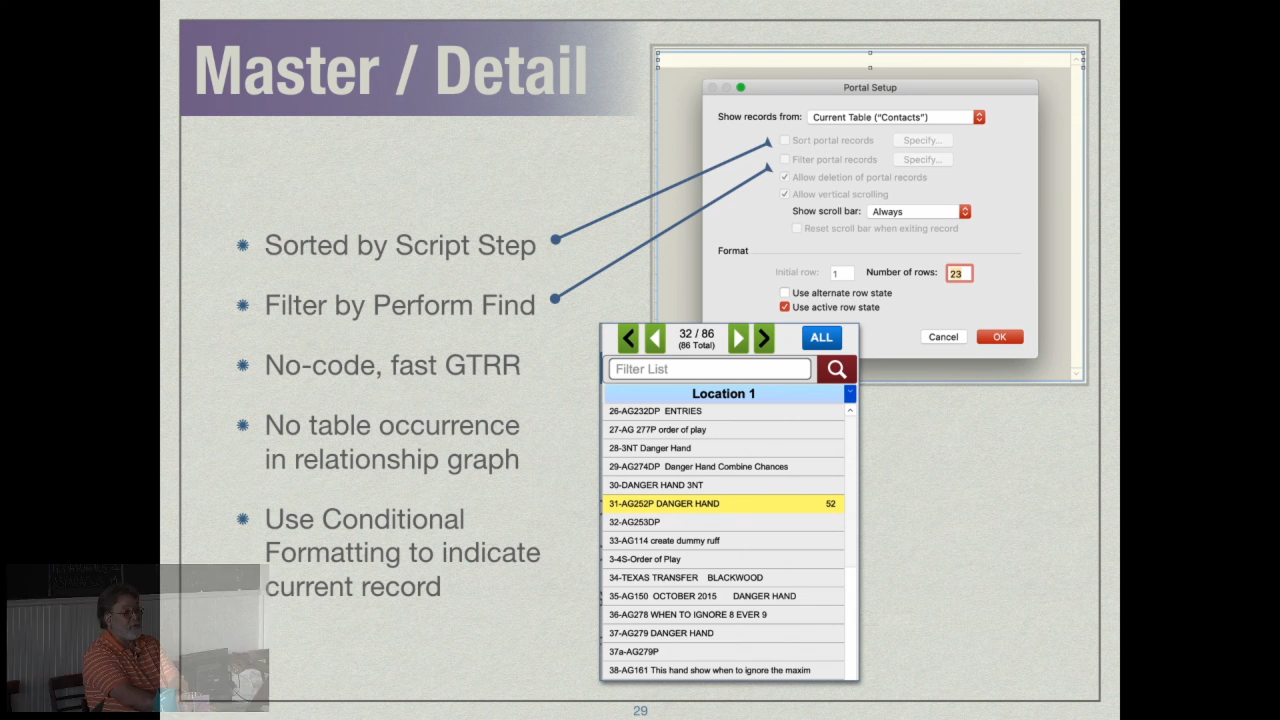 Master / Detail
Sorted by Script Step
Filter by Perform Find
No-code, fast GTRR
No table occurrence
in relationship graph
Use Conditional
Formatting to indicate
current record
Portal Setup
Show records from: Current Table ("Contacts")
Sort portal records Specify...
Filter portal records Specify...
Allow deletion of portal records
Allow vertical scrolling
Show scroll bar: Always
Reset scroll bar when exiting record
Format
Initial row: 1 Number of rows: 23
Use alternate row state
Use active row state
Cancel OK
32 / 86
(86 Total)
ALL
Filter List
Location 1
26-AG232DP ENTRIES
27-AG 277P order of play
28-3NT Danger Hand
29-AG274DP Danger Hand Combine Chances
30-DANGER HAND 3NT
31-AG252P DANGER HAND 52
32-AG253DP
33-AG114 create dummy ruff
3-4S-Order of Play
34-TEXAS TRANSFER BLACKWOOD
35-AG150 OCTOBER 2015 DANGER HAND
36-AG278 WHEN TO IGNORE 8 EVER 9
37-AG279 DANGER HAND
37a-AG279P
38-AG161 This hand show when to ignore the maxim
29